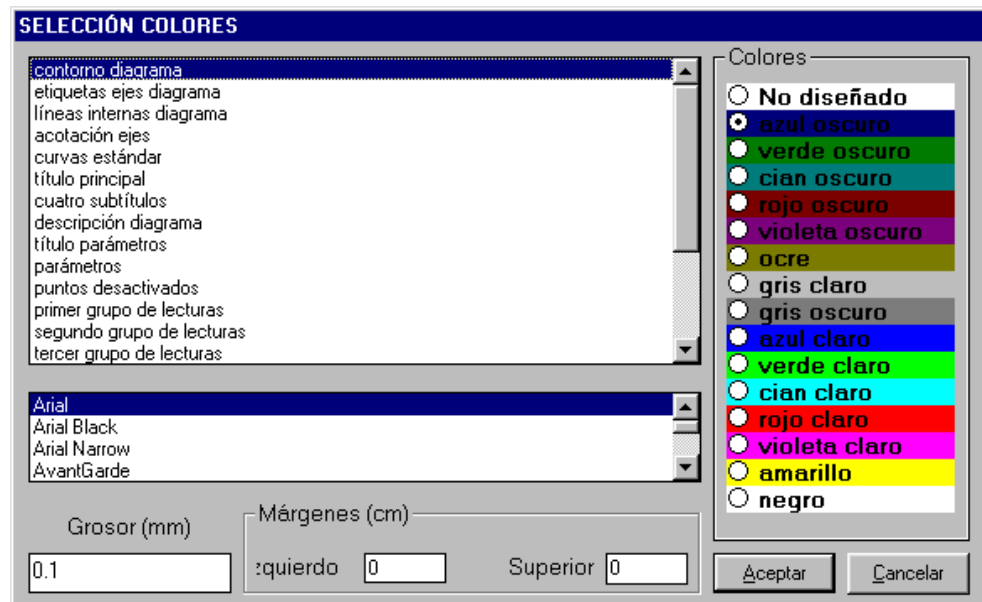 SELECCIÓN COLORES
contorno diagrama
etiquetas ejes diagrama
líneas internas diagrama
acotación ejes
curvas estándar
título principal
cuatro subtítulos
descripción diagrama
título parámetros
parámetros
puntos desactivados
primer grupo de lecturas
segundo grupo de lecturas
tercer grupo de lecturas
Arial
Arial Black
Arial Narrow
AvantGarde
Grosor (mm)
0.1
Márgenes (cm)
zquierdo 0 Superior 0
Colores
No diseñado
azul oscuro
verde oscuro
cian oscuro
rojo oscuro
violeta oscuro
ocre
gris claro
gris oscuro
azul claro
verde claro
cian claro
rojo claro
violeta claro
amarillo
negro
Aceptar Cancelar